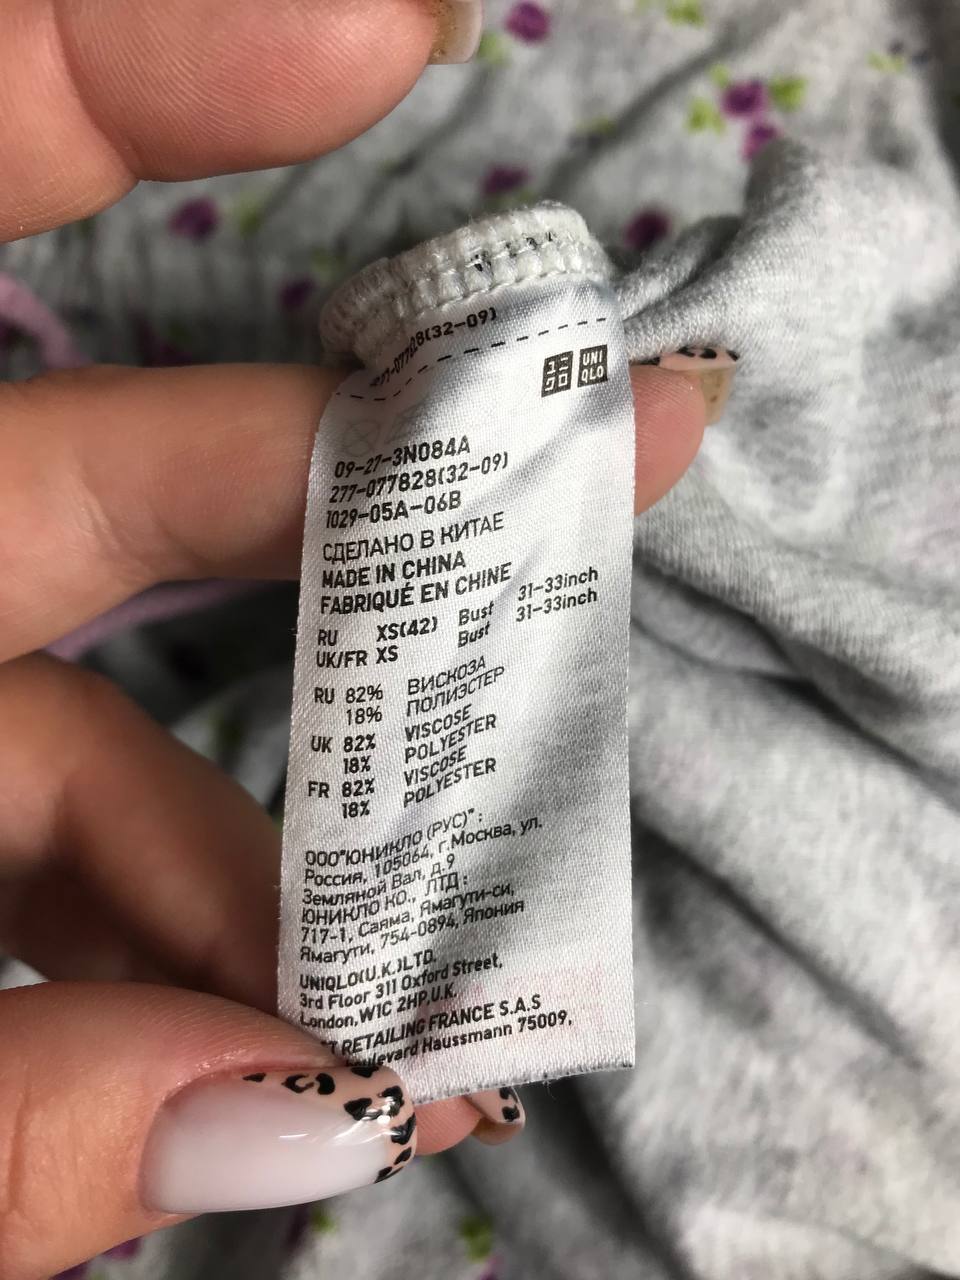 (32-09)
UNI
QLO
09-27-3N084A
277-077828(32-09)
1029-05A-06B
СДЕЛАНО В КИТАЕ
MADE IN CHINA
FABRIQUÉ EN CHINE
RU XS(42) Bust 31-33inch
UK/FR XS Bust 31-33inch
RU 82% ВИСКОЗА
18% ПОЛИЭСТЕР
UK 82% VISCOSE
18% POLYESTER
FR 82% VISCOSE
18% POLYESTER
ООО"ЮНИКЛО (РУС)":
Россия, 105064, г.Москва, ул.
Земляной Вал, д.9
ЮНИКЛО КО., ЛТД:
717-1, Саяма, Ямагути-си,
Ямагути, 754-0894, Япония
UNIQLO(U.K.)LTD.
3rd Floor 311 Oxford Street,
London,W1C 2HP,U.K.
RETAILING FRANCE S.A.S
Haussmann 75009,